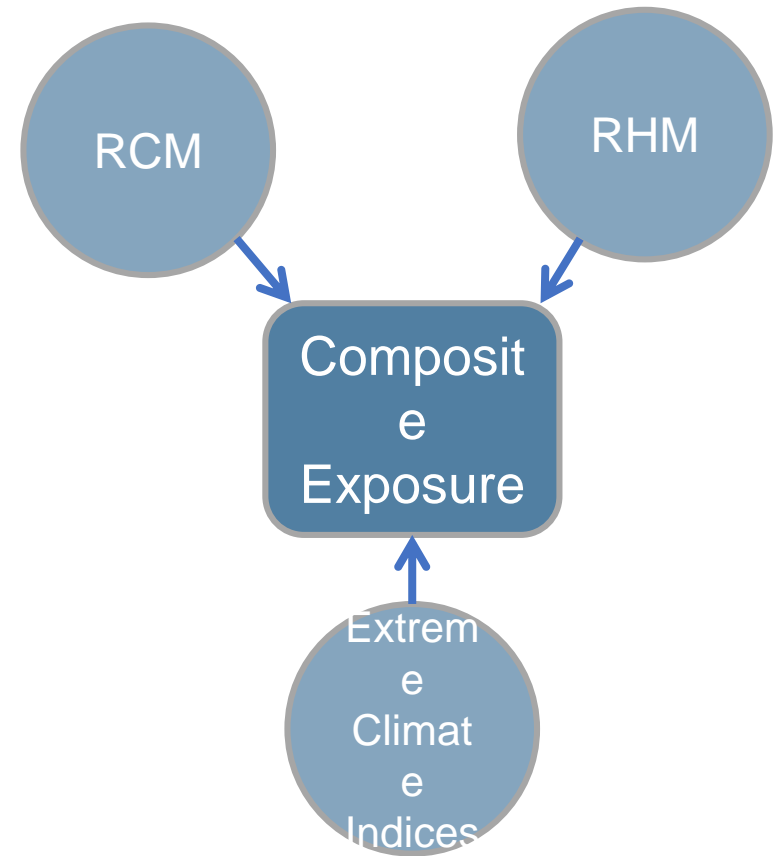 RCM
RHM
Composit
e
Exposure
Extrem
e
Climat
e
Indices